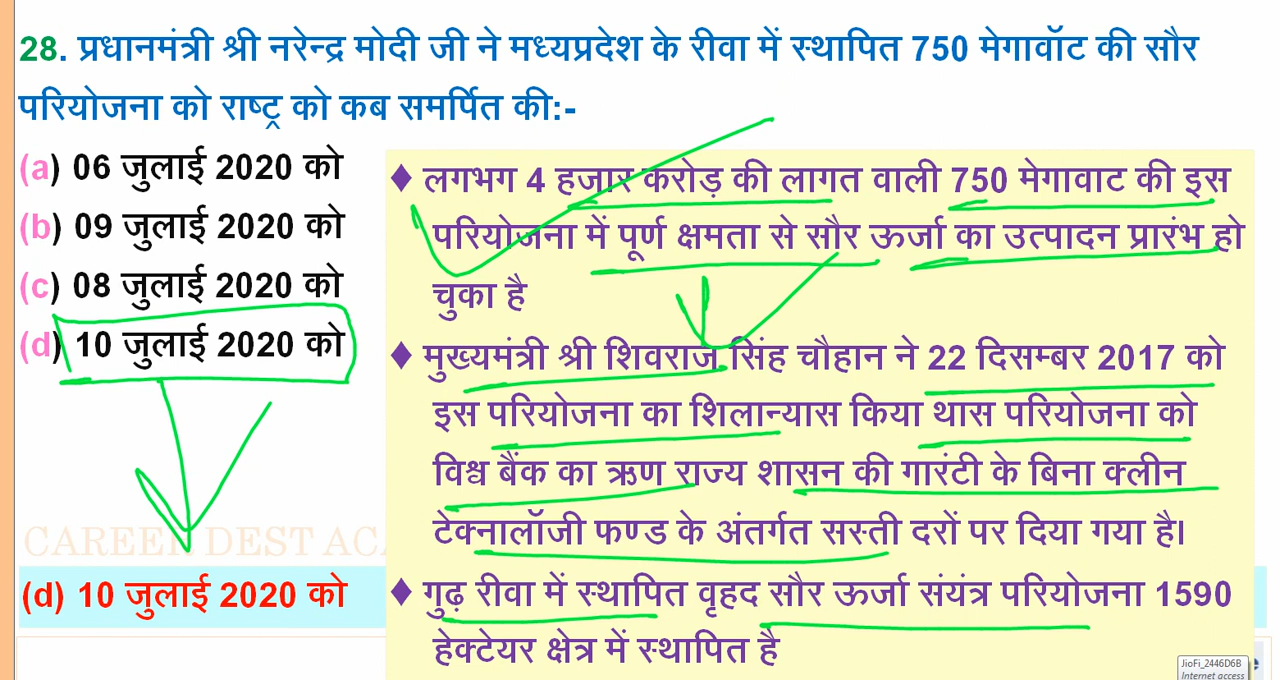 28. प्रधानमंत्री श्री नरेन्द्र मोदी जी ने मध्यप्रदेश के रीवा में स्थापित 750 मेगावॉट की सौर
परियोजना को राष्ट्र को कब समर्पित की:-
(a) 06 जुलाई 2020 को
(b) 09 जुलाई 2020 को
(c) 08 जुलाई 2020 को
(d) 10 जुलाई 2020 को
CAREER DEST ACA
(d) 10 जुलाई 2020 को
♦ लगभग 4 हजार करोड़ की लागत वाली 750 मेगावाट की इस
परियोजना में पूर्ण क्षमता से सौर ऊर्जा का उत्पादन प्रारंभ हो
चुका है
♦ मुख्यमंत्री श्री शिवराज सिंह चौहान ने 22 दिसम्बर 2017 को
इस परियोजना का शिलान्यास किया थास परियोजना को
विश्व बैंक का ऋण राज्य शासन की गारंटी के बिना क्लीन
टेक्नालॉजी फण्ड के अंतर्गत सस्ती दरों पर दिया गया है।
♦ गुढ़ रीवा में स्थापित वृहद सौर ऊर्जा संयंत्र परियोजना 1590
हेक्टेयर क्षेत्र में स्थापित है
JioFi_2446D6B
Internet access